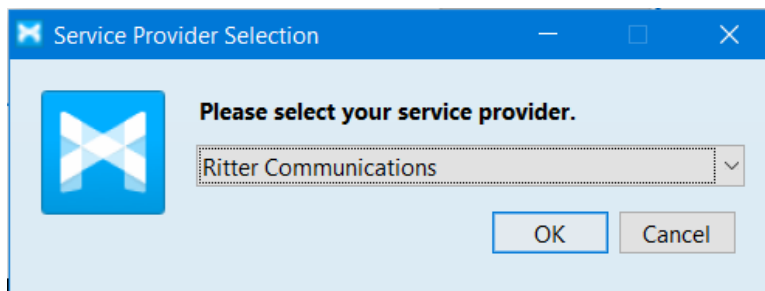 Service Provider Selection
Please select your service provider.
Ritter Communications
OK Cancel